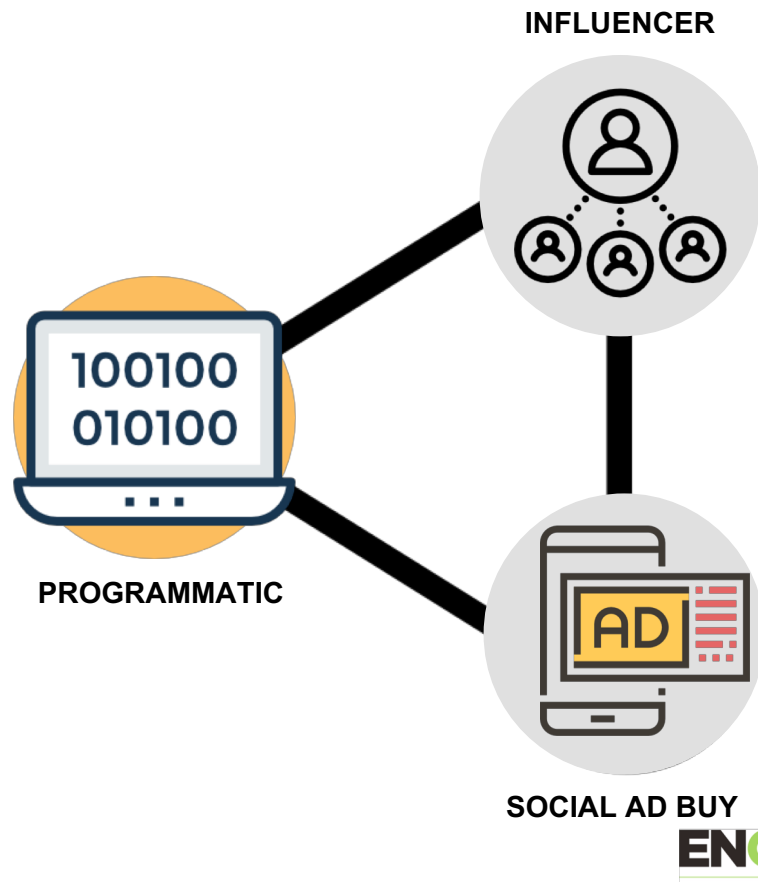 INFLUENCER
100100
010100
PROGRAMMATIC
AD
SOCIAL AD BUY